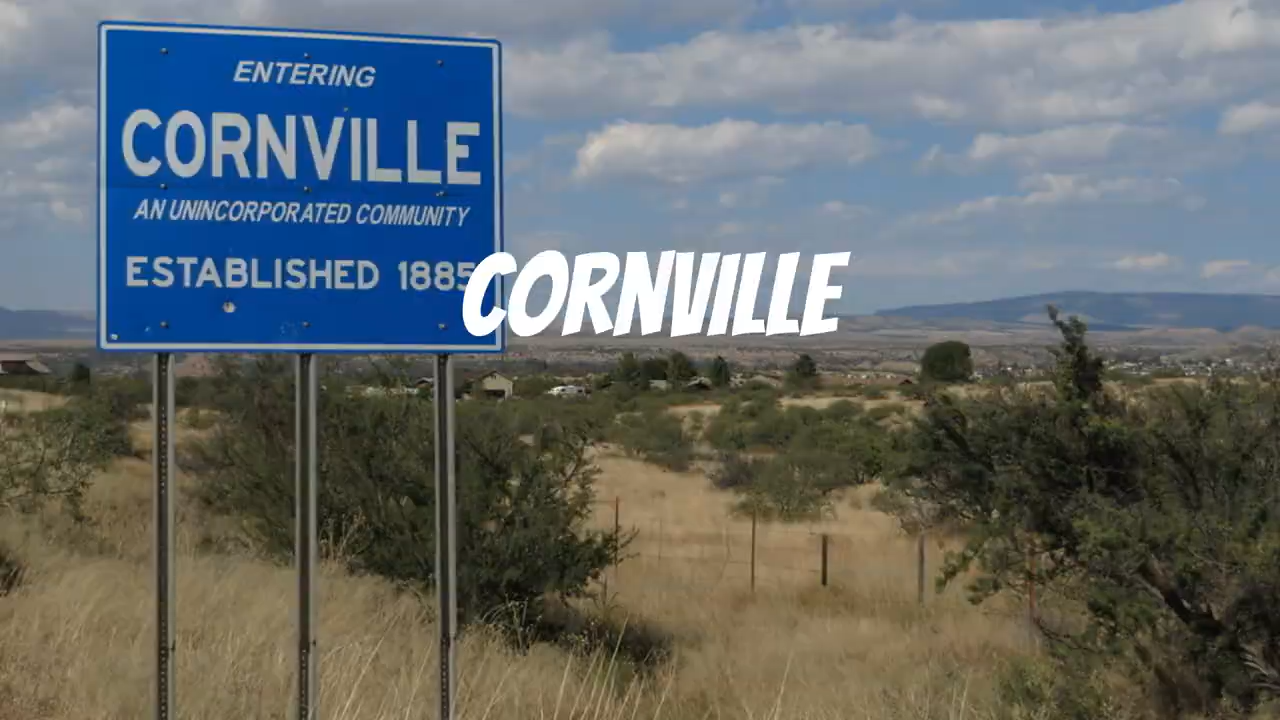 ENTERING
CORNVILLE
AN UNINCORPORATED COMMUNITY
ESTABLISHED 1885
CORNVILLE